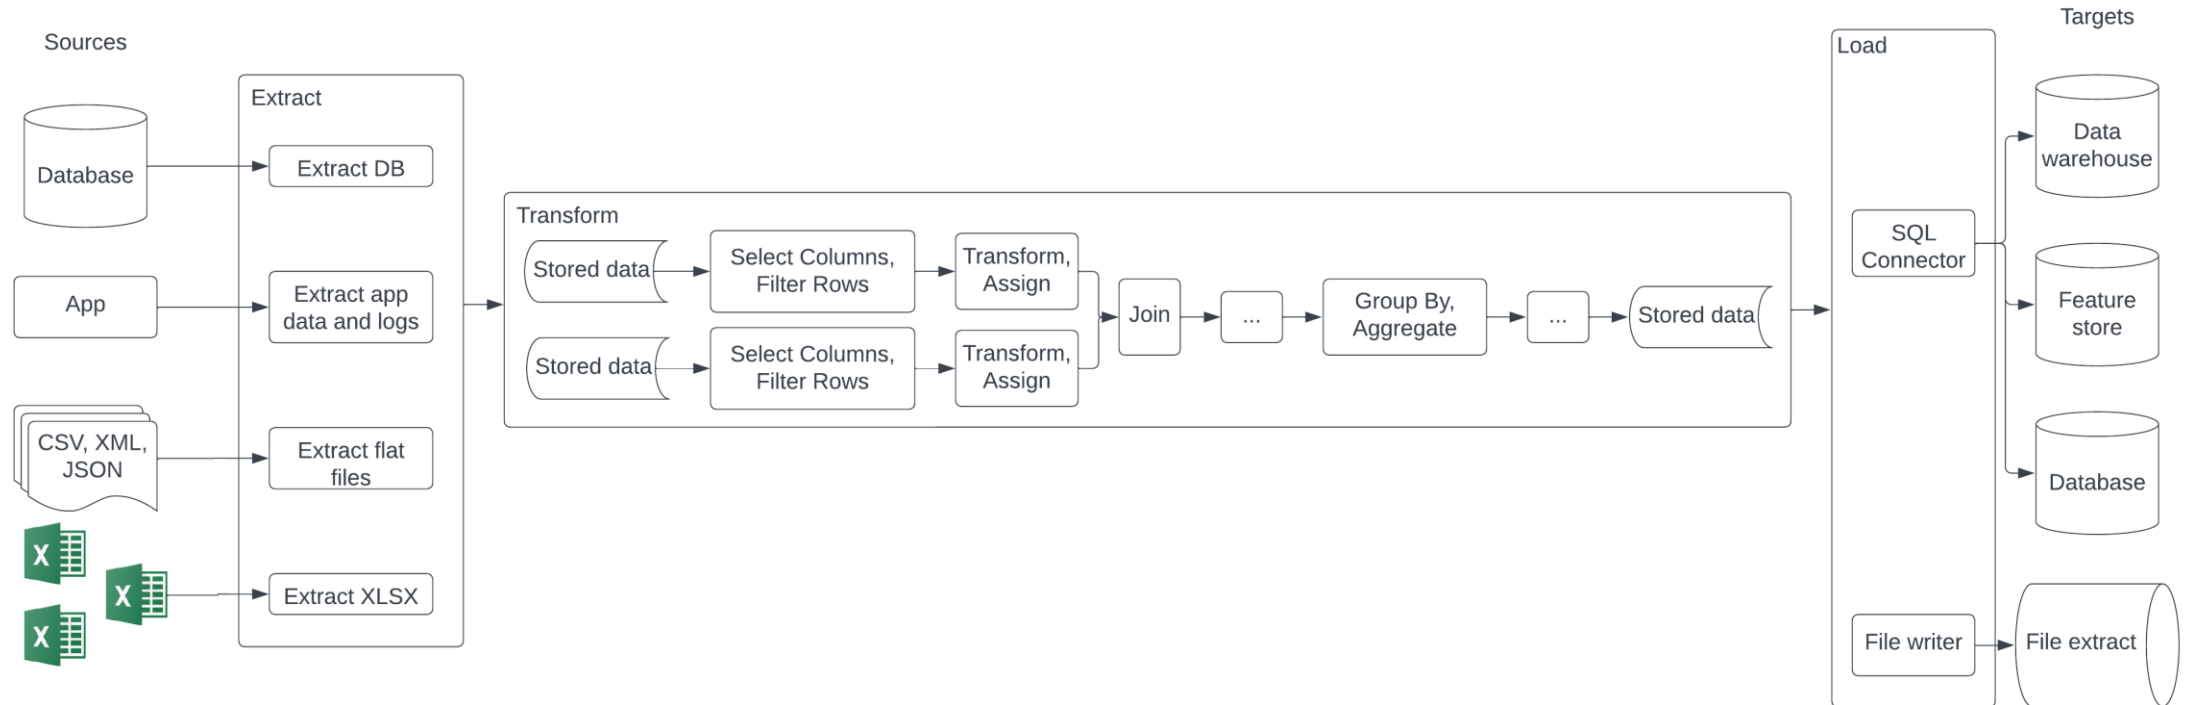 Sources
Database
App
CSV, XML,
JSON
X
X
X
Extract
Extract DB
Extract app
data and logs
Extract flat
files
Extract XLSX
Transform
Stored data
Select Columns,
Filter Rows
Transform,
Assign
Stored data
Select Columns,
Filter Rows
Transform,
Assign
Join
...
Group By,
Aggregate
...
Stored data
Load
SQL
Connector
File writer
Targets
Data
warehouse
Feature
store
Database
File extract